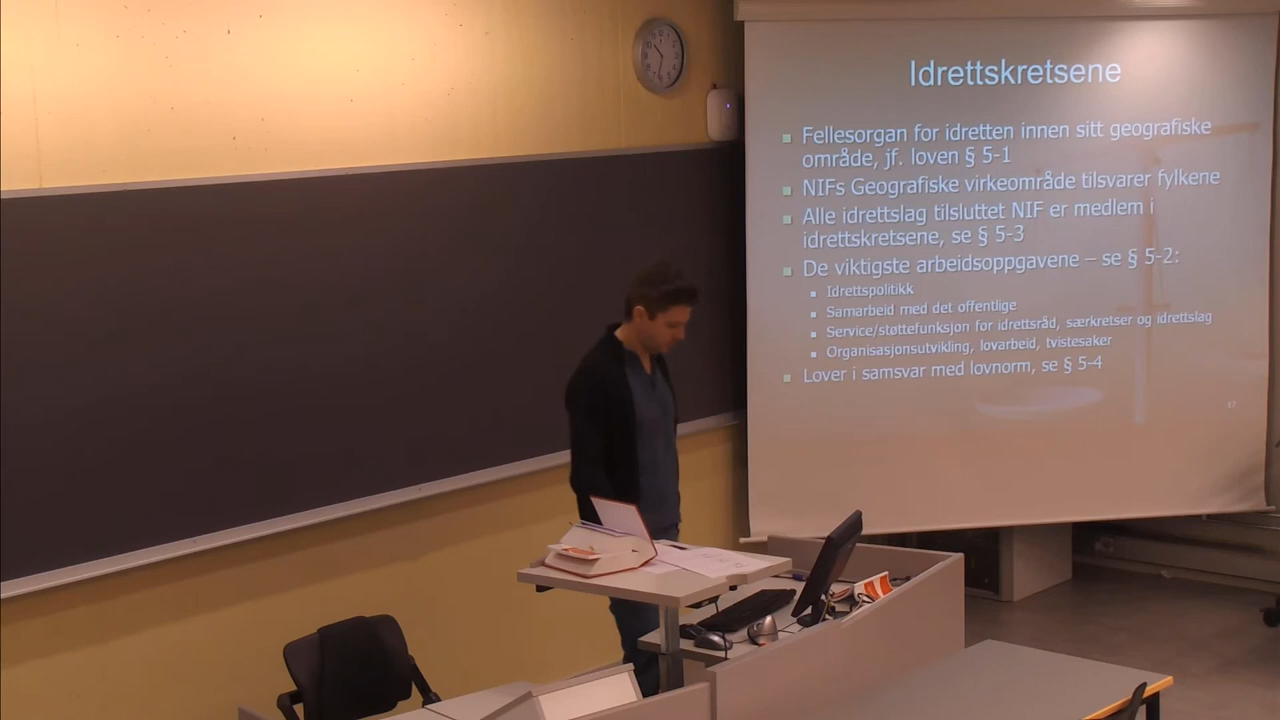 Idrettskretsene
Fellesorgan for idretten innen sitt geografiske
område, jf. loven § 5-1
NIFs Geografiske virkeområde tilsvarer fylkene
Alle idrettslag tilsluttet NIF er medlem i
idrettskretsene, se § 5-3
De viktigste arbeidsoppgavene – se § 5-2:
Idrettspolitikk
Samarbeid med det offentlige
Service/støttefunksjon for idrettsråd, særkretser og idrettslag
Organisasjonsutvikling, lovarbeid, tvistesaker
Lover i samsvar med lovnorm, se § 5-4